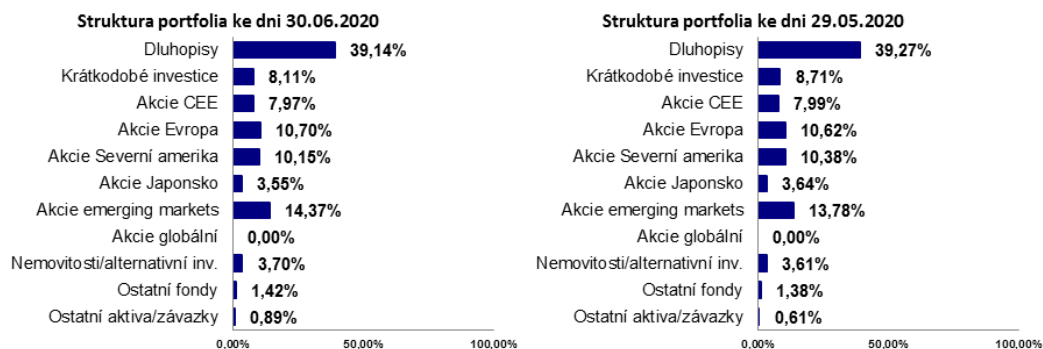 Struktura portfolia ke dni 30.06.2020
Dluhopisy 39,14%
Krátkodobé investice 8,11%
Akcie CEE 7,97%
Akcie Evropa 10,70%
Akcie Severní amerika 10,15%
Akcie Japonsko 3,55%
Akcie emerging markets 14,37%
Akcie globální 0,00%
Nemovitosti/alternativní inv. 3,70%
Ostatní fondy 1,42%
Ostatní aktiva/závazky 0,89%
0,00% 50,00% 100,00%
Struktura portfolia ke dni 29.05.2020
Dluhopisy 39,27%
Krátkodobé investice 8,71%
Akcie CEE 7,99%
Akcie Evropa 10,62%
Akcie Severní amerika 10,38%
Akcie Japonsko 3,64%
Akcie emerging markets 13,78%
Akcie globální 0,00%
Nemovitosti/alternativní inv. 3,61%
Ostatní fondy 1,38%
Ostatní aktiva/závazky 0,61%
0,00% 50,00% 100,00%